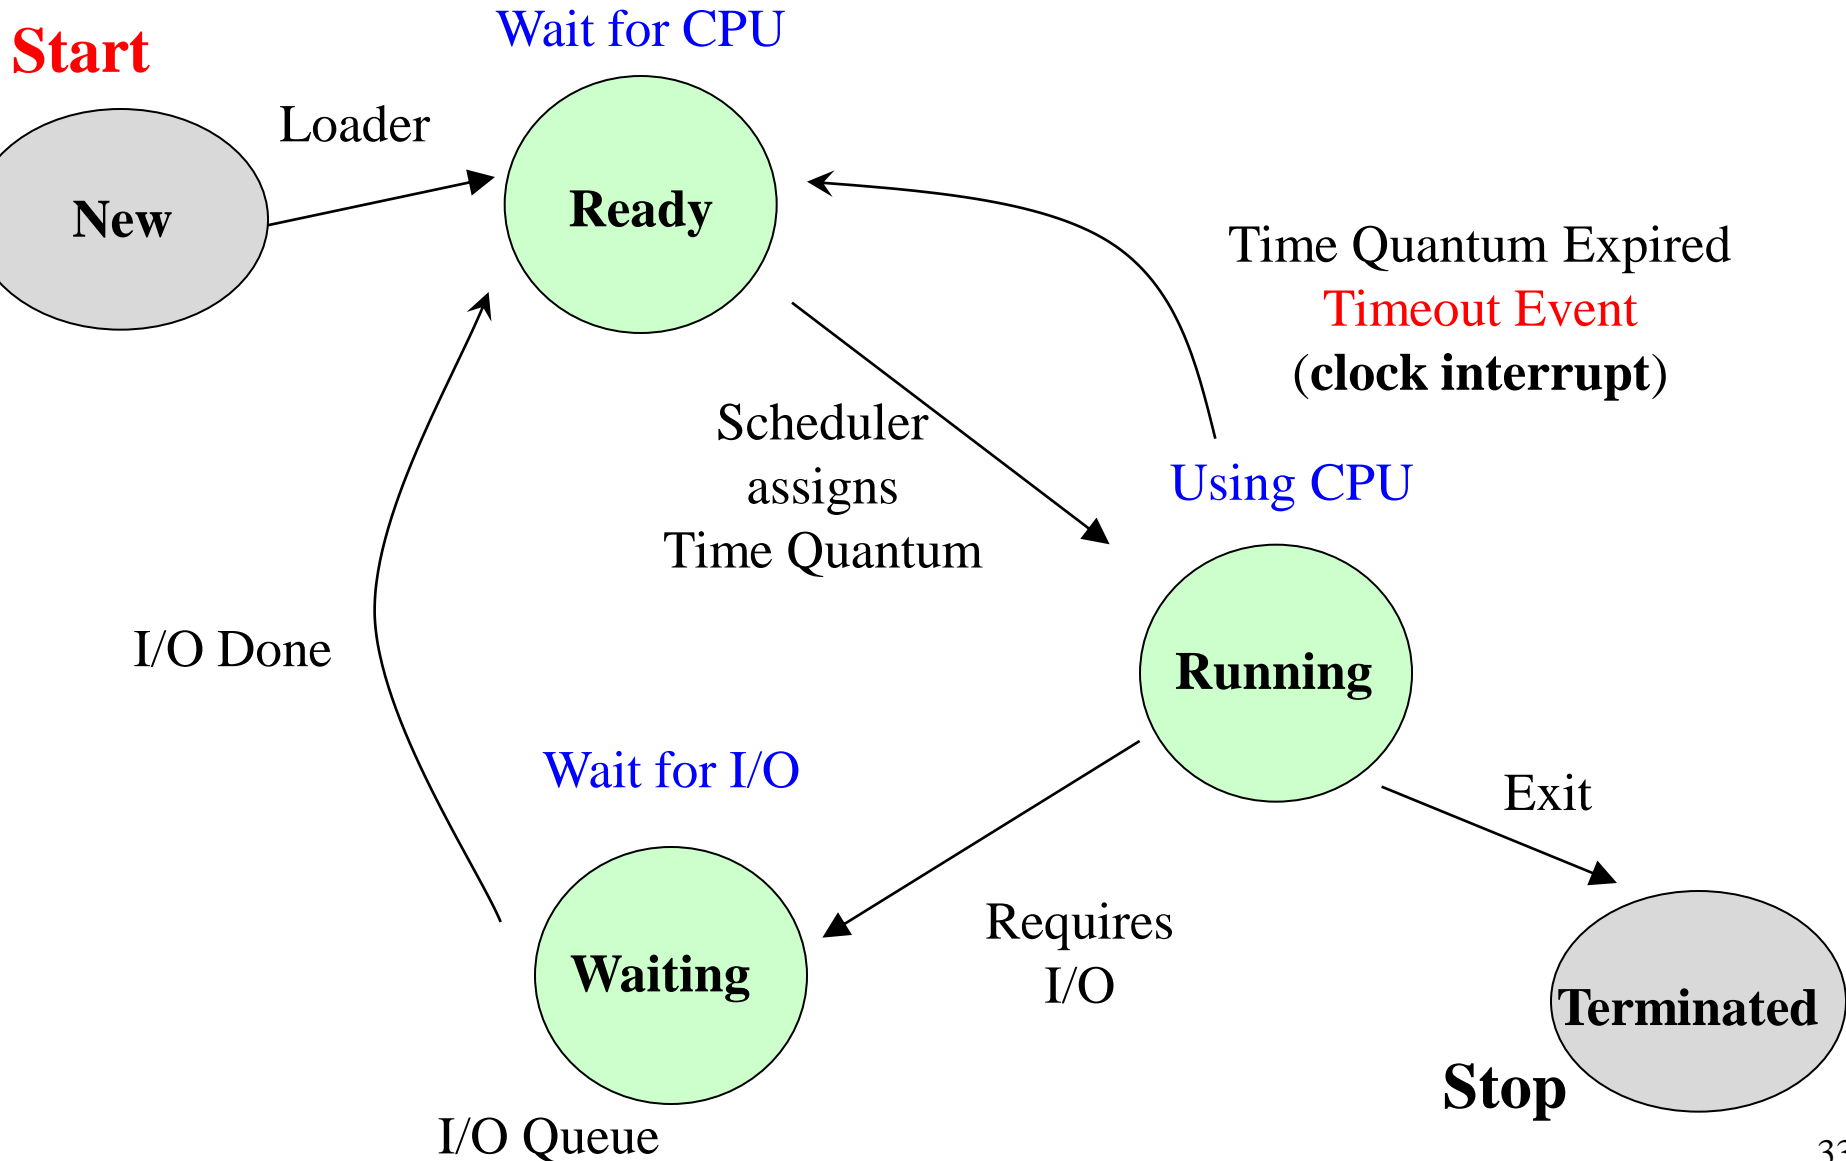 Start
Wait for CPU
Loader
New
Ready
Time Quantum Expired
Timeout Event
(clock interrupt)
Scheduler
assigns
Time Quantum
Using CPU
I/O Done
Running
Wait for I/O
Exit
Requires
I/O
Waiting
Terminated
Stop
I/O Queue